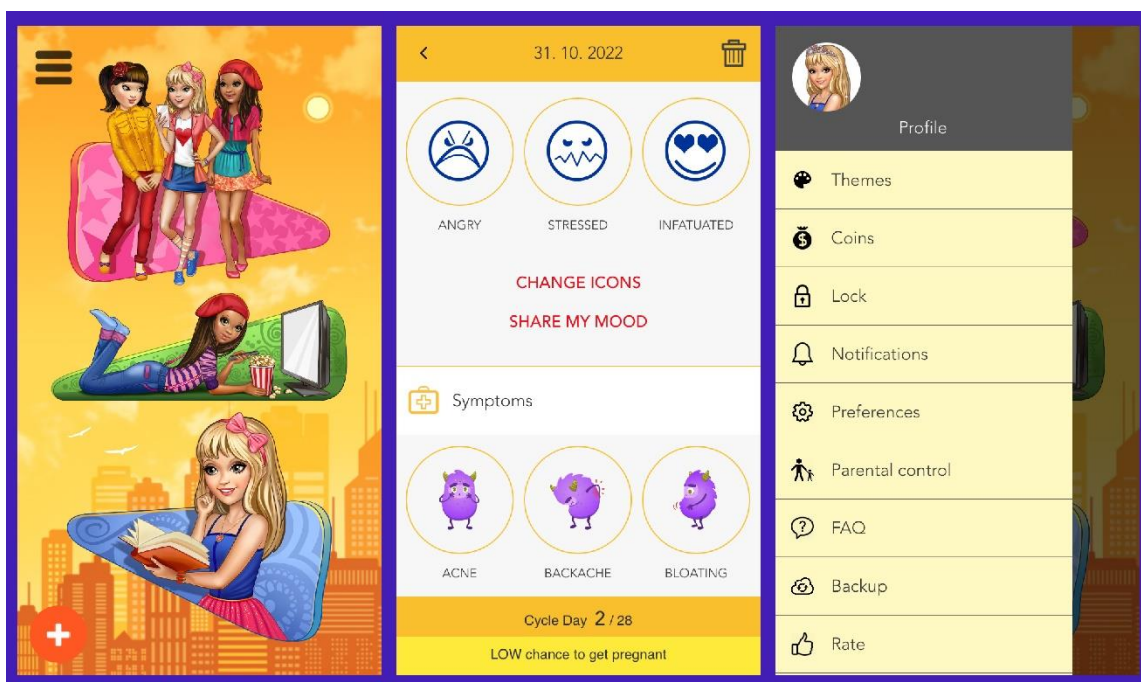 31. 10. 2022
ANGRY STRESSED INFATUATED
CHANGE ICONS
SHARE MY MOOD
Symptoms
ACNE BACKACHE BLOATING
Cycle Day 2 / 28
LOW chance to get pregnant
Profile
Themes
Coins
Lock
Notifications
Preferences
Parental control
FAQ
Backup
Rate